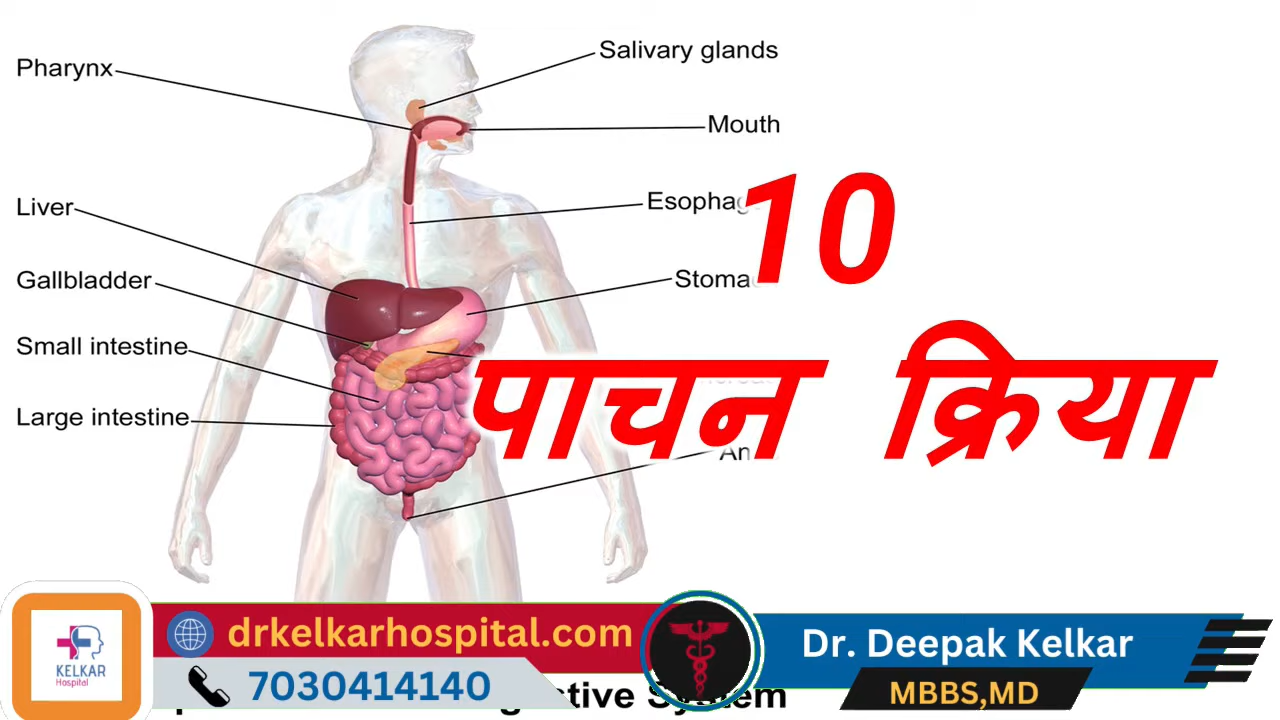 Salivary glands
Pharynx
Mouth
Liver
10
Gallbladder
Small intestine
पाचन क्रिया
Large intestine
KELKAR
Hospital
drkelkarhospital.com
7030414140
Dr. Deepak Kelkar
MBBS,MD
System